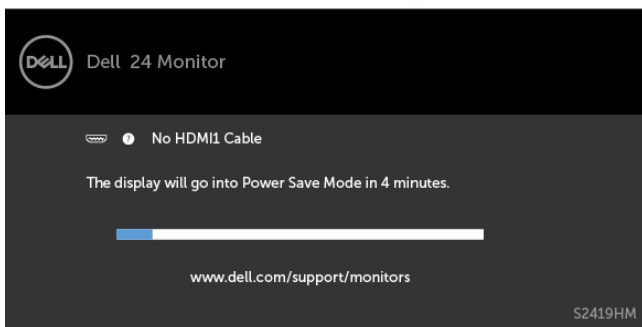 DELL
Dell 24 Monitor
? No HDMI1 Cable
The display will go into Power Save Mode in 4 minutes.
www.dell.com/support/monitors
S2419HM